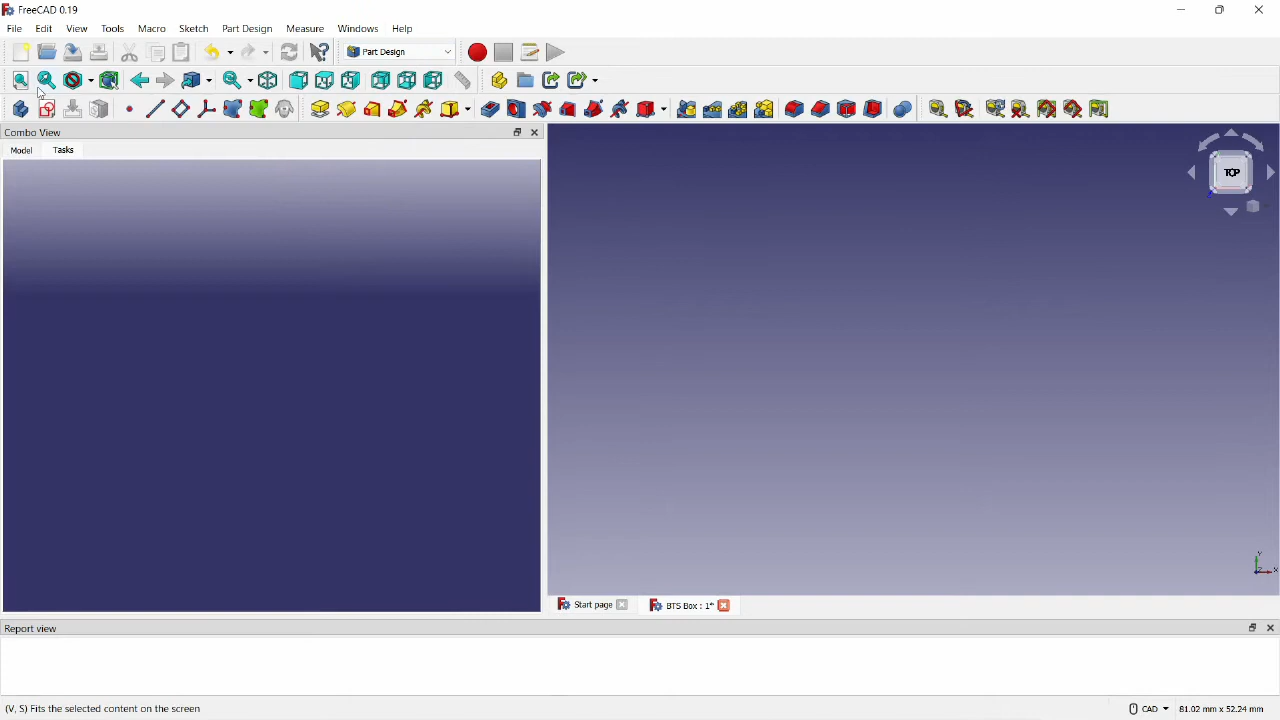 FreeCAD 0.19
File Edit View Tools Macro Sketch Part Design Measure Windows Help
Part Design
Combo View
Model Tasks
TOP
Y
Z X
Start page
BTS Box : 1*
Report view
(V, S) Fits the selected content on the screen
CAD
81.02 mm x 52.24 mm